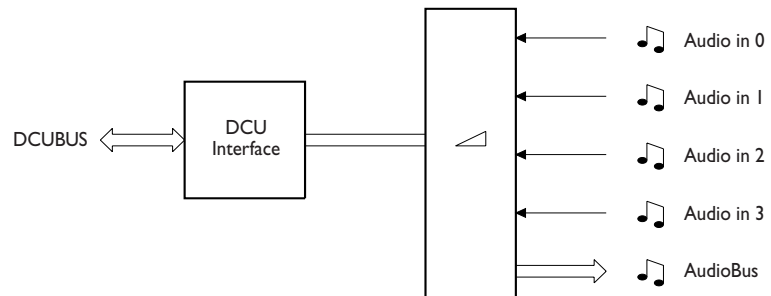 Audio in 0
Audio in 1
DCUBUS
DCU
Interface
Audio in 2
Audio in 3
AudioBus